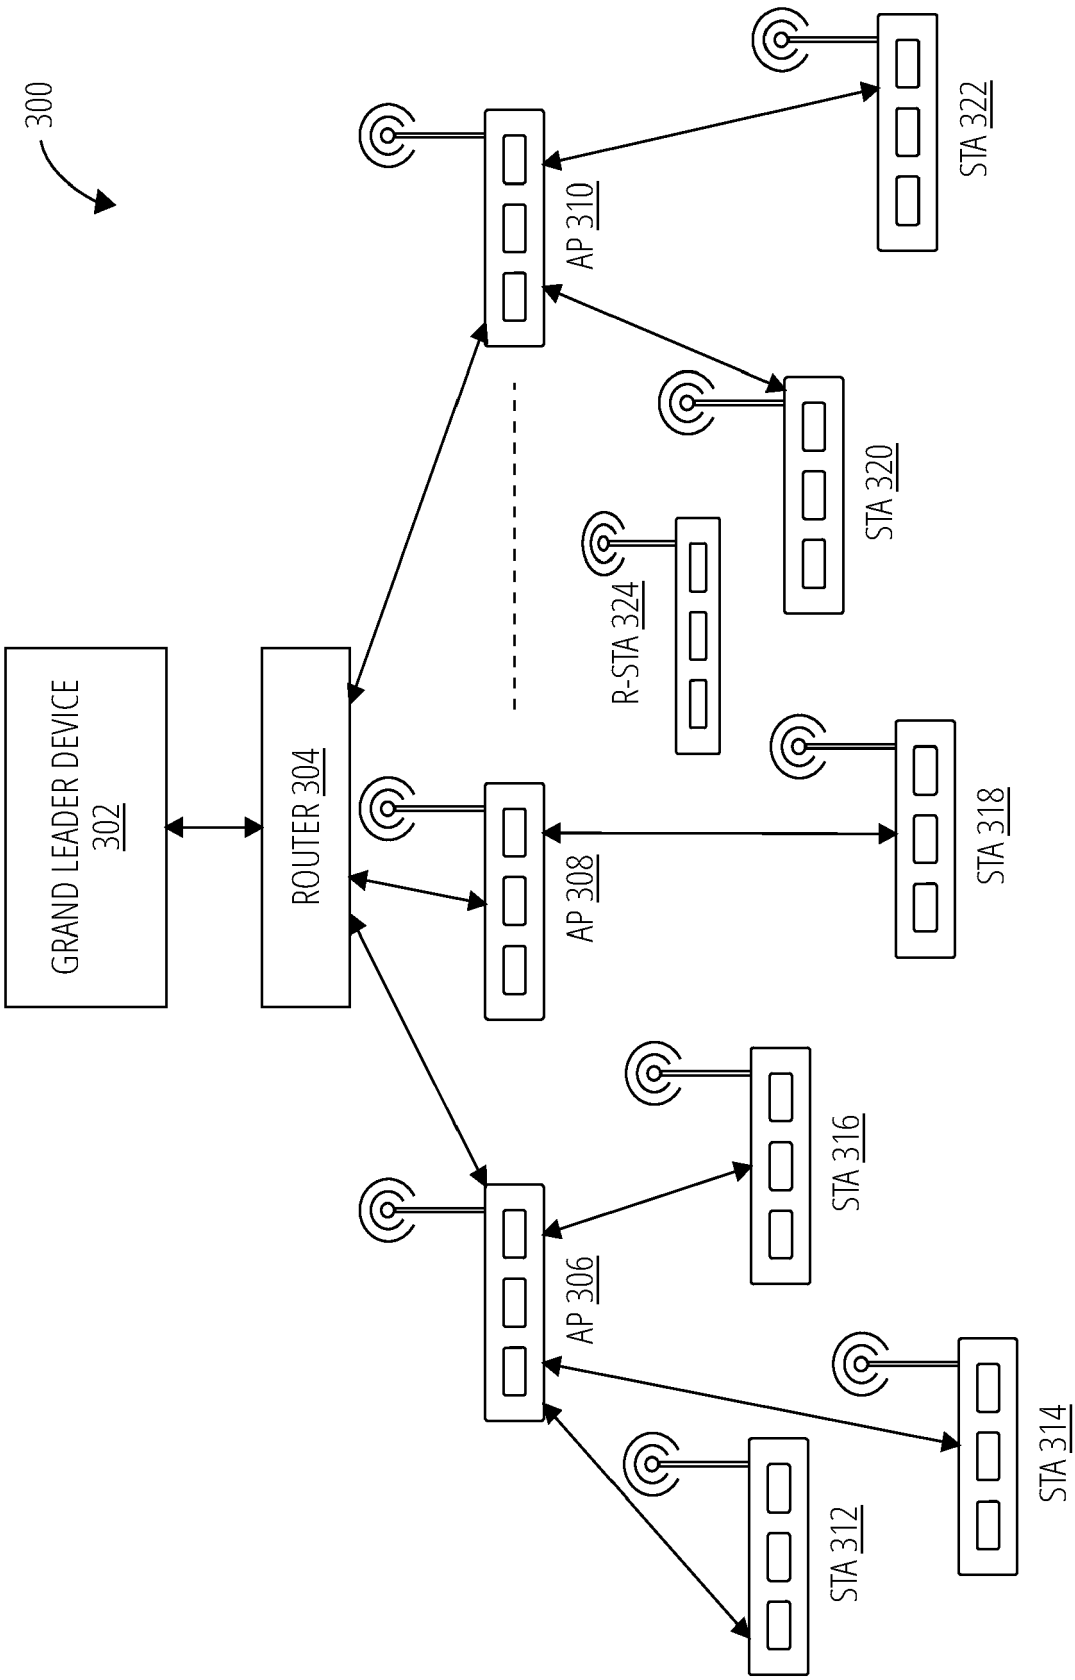 300
GRAND LEADER DEVICE
302
ROUTER 304
AP 306
AP 308
AP 310
R-STA 324
STA 312
STA 314
STA 316
STA 318
STA 320
STA 322